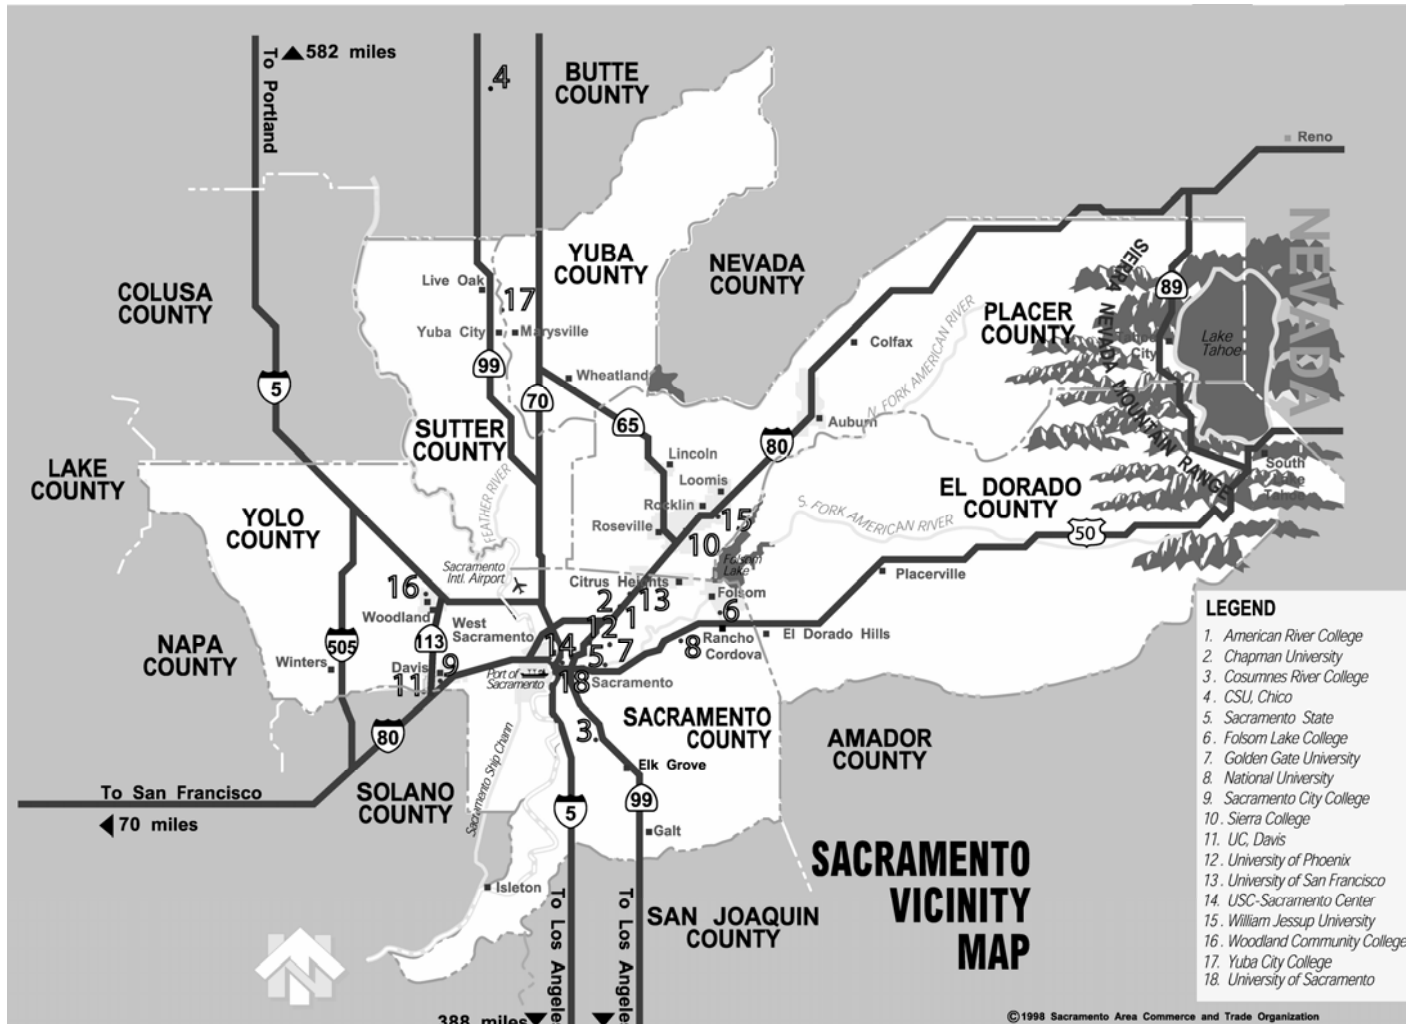 To Portland
582 miles
4
BUTTE
COUNTY
Reno
NEVADA
YUBA
COUNTY
NEVADA
COUNTY
SIERRA NEVADA MOUNTAIN RANGE
COLUSA
COUNTY
Live Oak
17
89
PLACER
COUNTY
Yuba City
Marysville
Lake
Tahoe
City
Colfax
N. FORK AMERICAN RIVER
99
5
Wheatland
70
65
80
Auburn
SUTTER
COUNTY
LAKE
COUNTY
Lincoln
Loomis
South
Lake
Tahoe
FEATHER RIVER
EL DORADO
COUNTY
Rocklin
Roseville
15
S. FORK AMERICAN RIVER
YOLO
COUNTY
10
50
Sacramento
Intl. Airport
Folsom
Lake
Citrus Heights
Placerville
16
2
13
Folsom
6
Woodland
West
Sacramento
1
12
El Dorado Hills
505
113
14
7
8
Rancho
Cordova
NAPA
COUNTY
Winters
Davis
9
11
5
Port of
Sacramento
18
Sacramento
80
Sacramento Ship Chann
3
SACRAMENTO
COUNTY
AMADOR
COUNTY
Elk Grove
To San Francisco
70 miles
SOLANO
COUNTY
5
99
Galt
Isleton
To Los Angeles
To Los Angeles
SAN JOAQUIN
COUNTY
388 miles
SACRAMENTO
VICINITY
MAP
LEGEND
1. American River College
2. Chapman University
3. Cosumnes River College
4. CSU, Chico
5. Sacramento State
6. Folsom Lake College
7. Golden Gate University
8. National University
9. Sacramento City College
10. Sierra College
11. UC, Davis
12. University of Phoenix
13. University of San Francisco
14. USC-Sacramento Center
15. William Jessup University
16. Woodland Community College
17. Yuba City College
18. University of Sacramento
©1998 Sacramento Area Commerce and Trade Organization